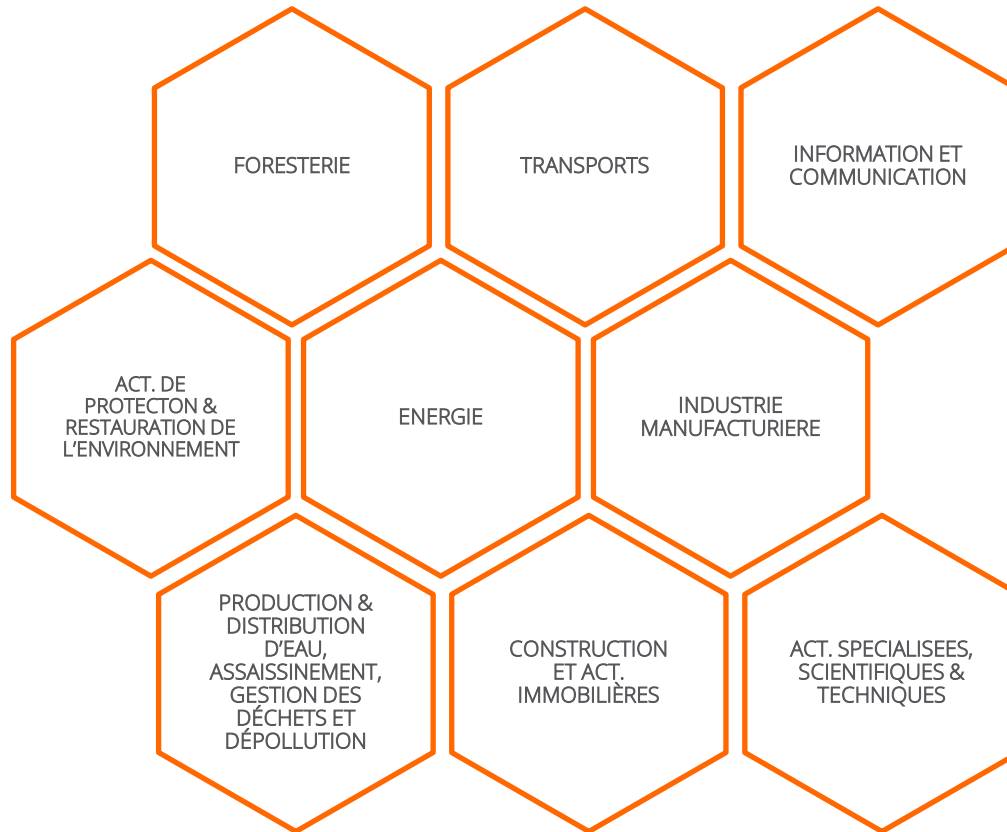 FORESTERIE
TRANSPORTS
INFORMATION ET
COMMUNICATION
ACT. DE
PROTECTON &
RESTAURATION DE
L’ENVIRONNEMENT
ENERGIE
INDUSTRIE
MANUFACTURIERE
PRODUCTION &
DISTRIBUTION
D’EAU,
ASSAISSINEMENT,
GESTION DES
DÉCHETS ET
DÉPOLLUTION
CONSTRUCTION
ET ACT.
IMMOBILIÈRES
ACT. SPECIALISEES,
SCIENTIFIQUES &
TECHNIQUES